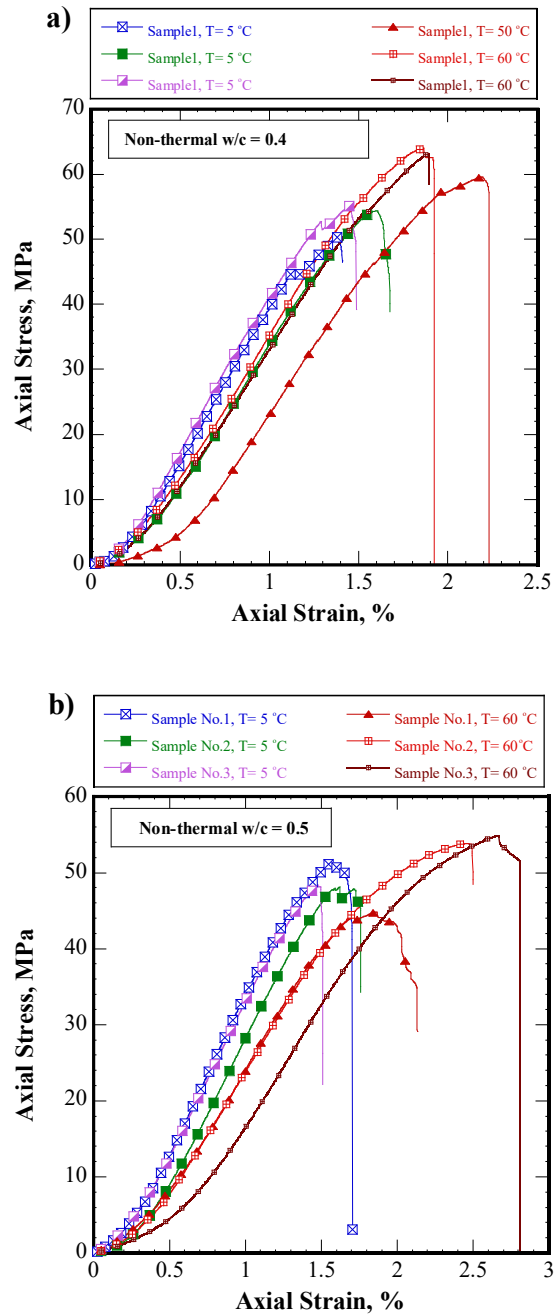 a)
Sample1, T= 5 °C
Sample1, T= 50 °C
Sample1, T= 5 °C
Sample1, T= 60 °C
Sample1, T= 5 °C
Sample1, T= 60 °C
70
Non-thermal w/c = 0.4
60
50
40
30
20
10
0
Axial Stress, MPa
0 0.5 1 1.5 2 2.5
Axial Strain, %
b)
Sample No.1, T= 5 °C
Sample No.1, T= 60 °C
Sample No.2, T= 5 °C
Sample No.2, T= 60°C
Sample No.3, T= 5 °C
Sample No.3, T= 60 °C
60
Non-thermal w/c = 0.5
50
40
30
20
10
0
Axial Stress, MPa
0 0.5 1 1.5 2 2.5 3
Axial Strain, %